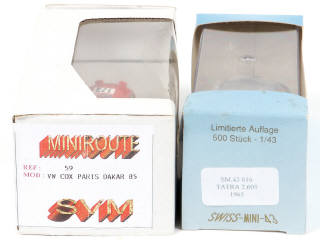 MINIROUTE
REF: 59
MOD: VW COX PARIS DAKAR 85
SVM
Limitierte Auflage
500 Stück - 1/43
SM.43 016
TATRA 2.603
1965
SWISS-MINI-43